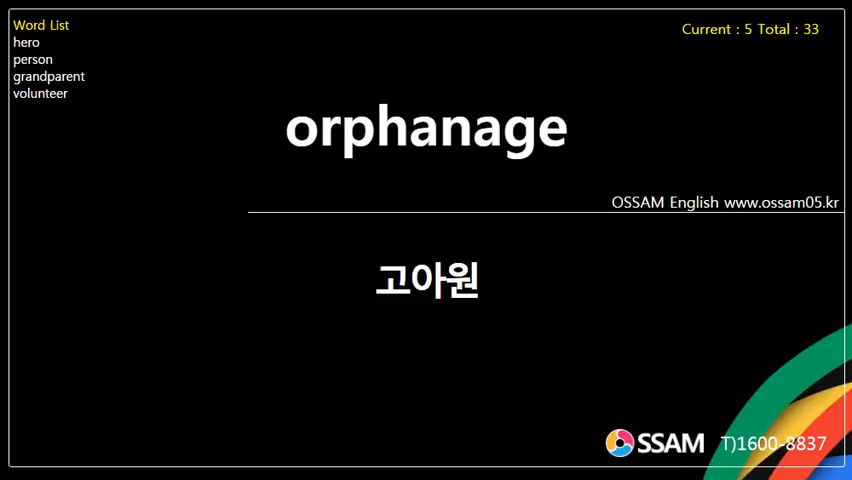 Word List
hero
person
grandparent
volunteer
Current : 5 Total : 33
orphanage
OSSAM English www.ossam05.kr
고아원
OSSAM T)1600-8837